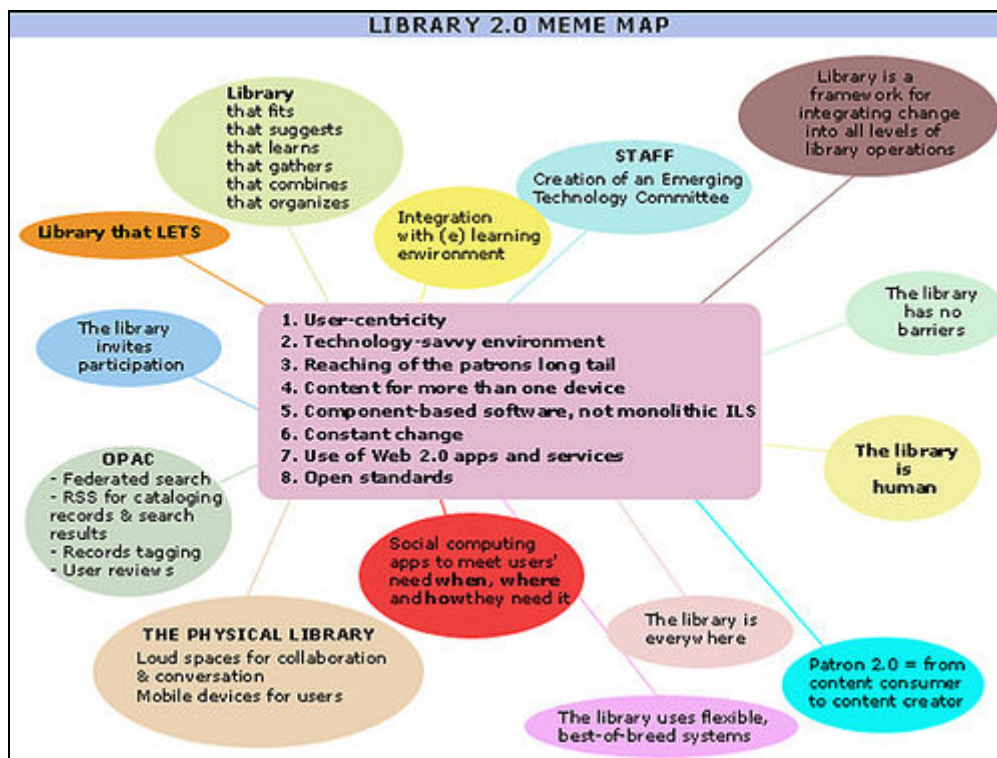 LIBRARY 2.0 MEME MAP
Library
that fits
that suggests
that learns
that gathers
that combines
that organizes
STAFF
Creation of an Emerging
Technology Committee
Library is a
framework for
integrating change
into all levels of
library operations
Library that LETS
Integration
with (e) learning
environment
The library
invites
participation
1. User-centricity
2. Technology-savvy environment
3. Reaching of the patrons long tail
4. Content for more than one device
5. Component-based software, not monolithic ILS
6. Constant change
7. Use of Web 2.0 apps and services
8. Open standards
The library
has no
barriers
The library
is
human
OPAC
- Federated search
- RSS for cataloging
records & search
results
- Records tagging
- User reviews
Social computing
apps to meet users'
need when, where
and howthey need it
THE PHYSICAL LIBRARY
Loud spaces for collaboration
& conversation
Mobile devices for users
The library is
everywhere
Patron 2.0 = from
content consumer
to content creator
The library uses flexible,
best-of-breed systems